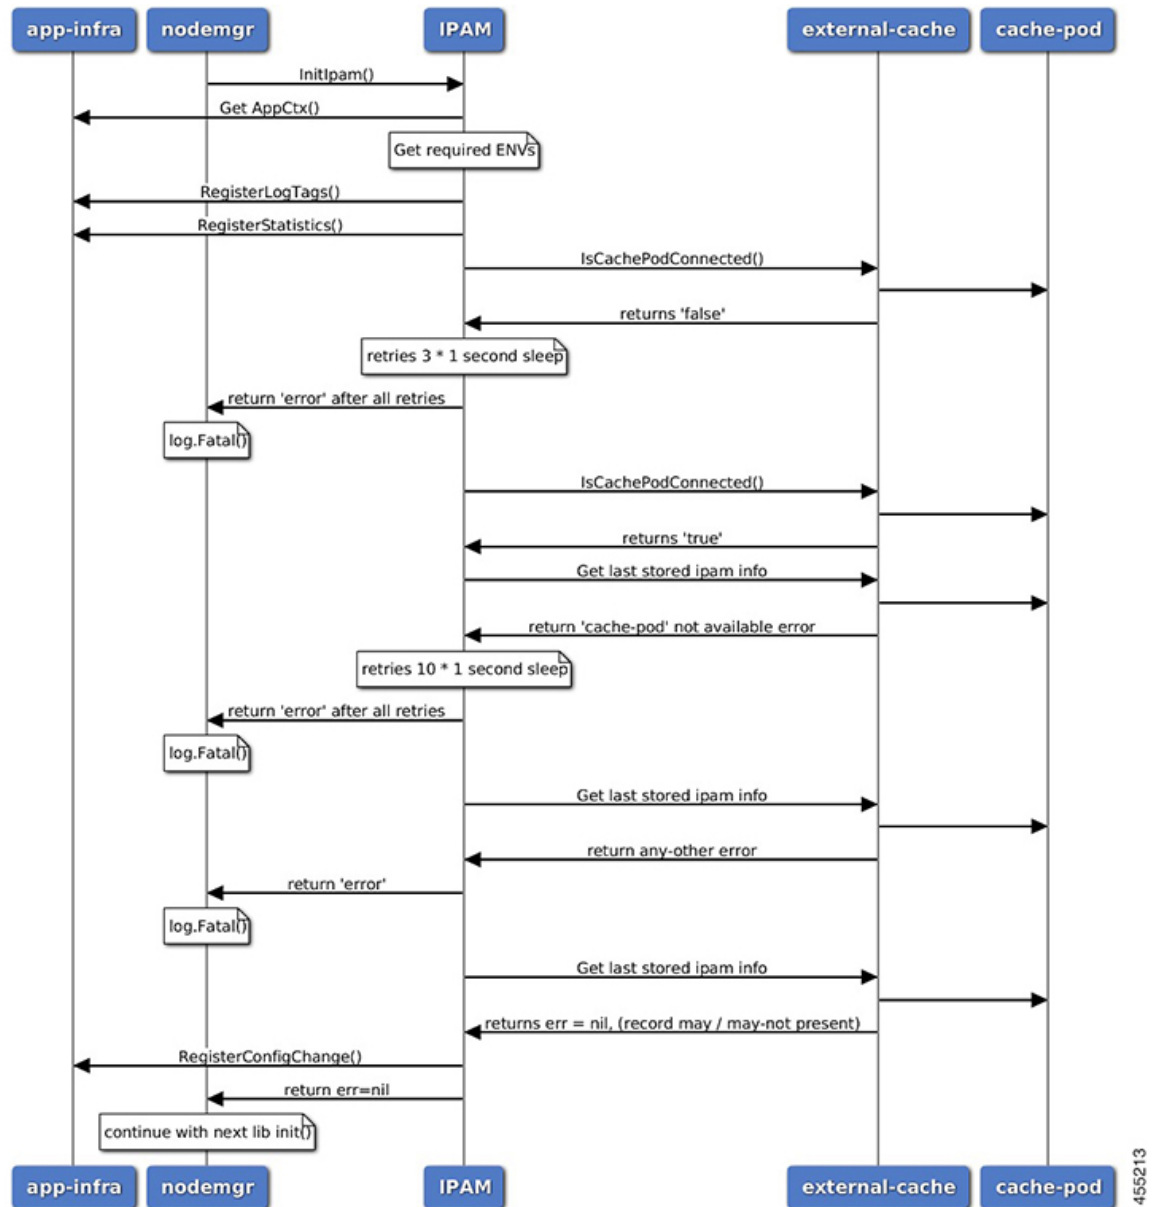 app-infra nodemgr IPAM external-cache cache-pod
InitIpam()
Get AppCtx()
Get required ENVs
RegisterLogTags()
RegisterStatistics()
IsCachePodConnected()
returns 'false'
retries 3 * 1 second sleep
return 'error' after all retries
log.Fatal()
IsCachePodConnected()
returns 'true'
Get last stored ipam info
return 'cache-pod' not available error
retries 10 * 1 second sleep
return 'error' after all retries
log.Fatal()
Get last stored ipam info
return any-other error
return 'error'
log.Fatal()
Get last stored ipam info
returns err = nil, (record may / may-not present)
RegisterConfigChange()
return err=nil
continue with next lib init()
app-infra nodemgr IPAM external-cache cache-pod
455213